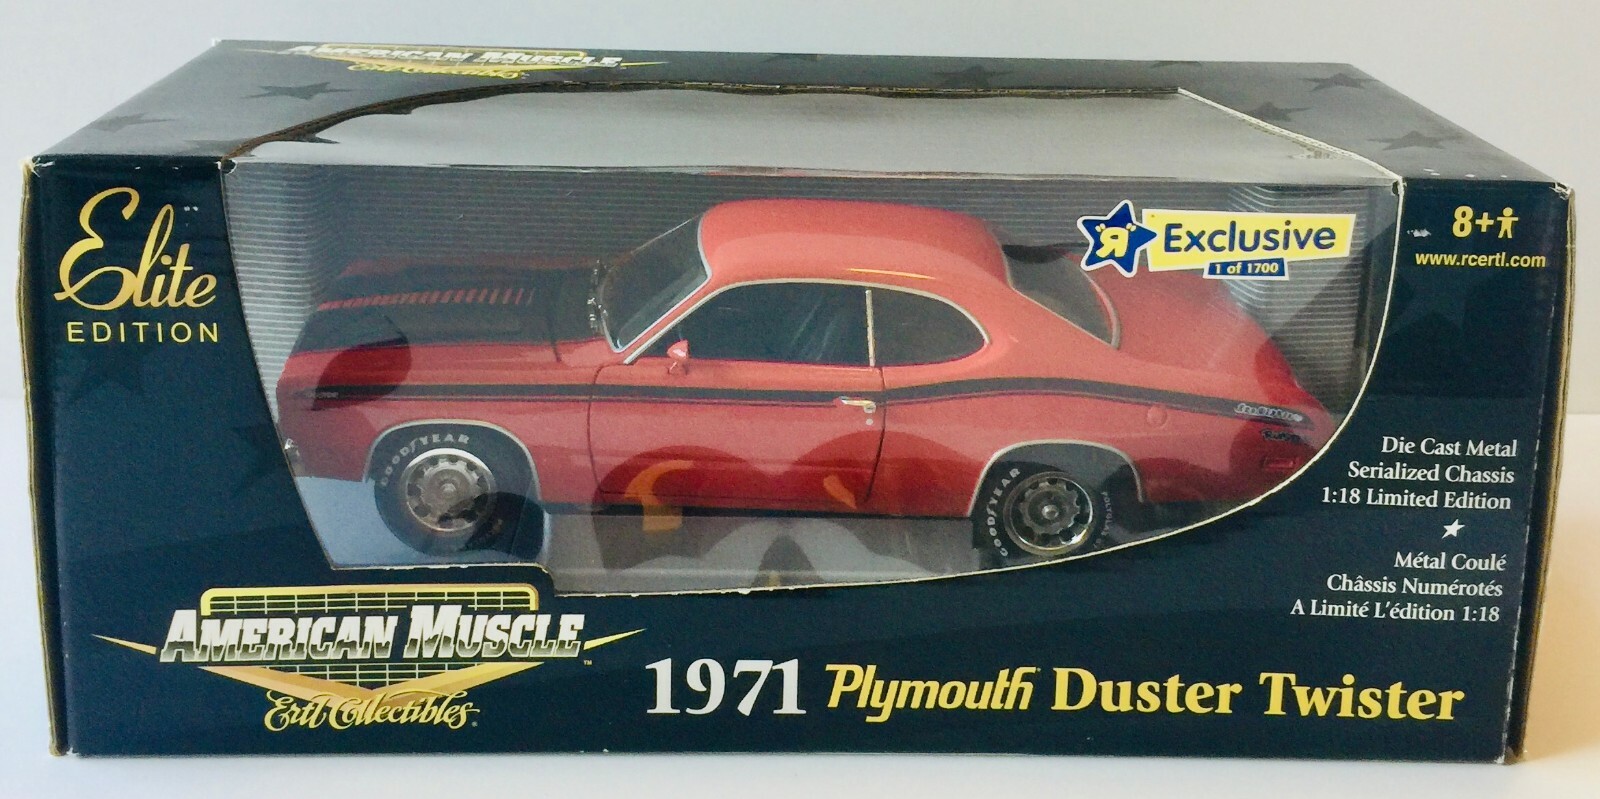 AMERICAN MUSCLE
Ertl Collectibles
Elite
EDITION
"R" Exclusive
1 of 1700
8+
www.rcertl.com
GOODYEAR
GOODYEAR
Die Cast Metal
Serialized Chassis
1:18 Limited Edition
Métal Coulé
Châssis Numérotés
A Limité L'édition 1:18
AMERICAN MUSCLE™
Ertl Collectibles®
1971 Plymouth® Duster Twister